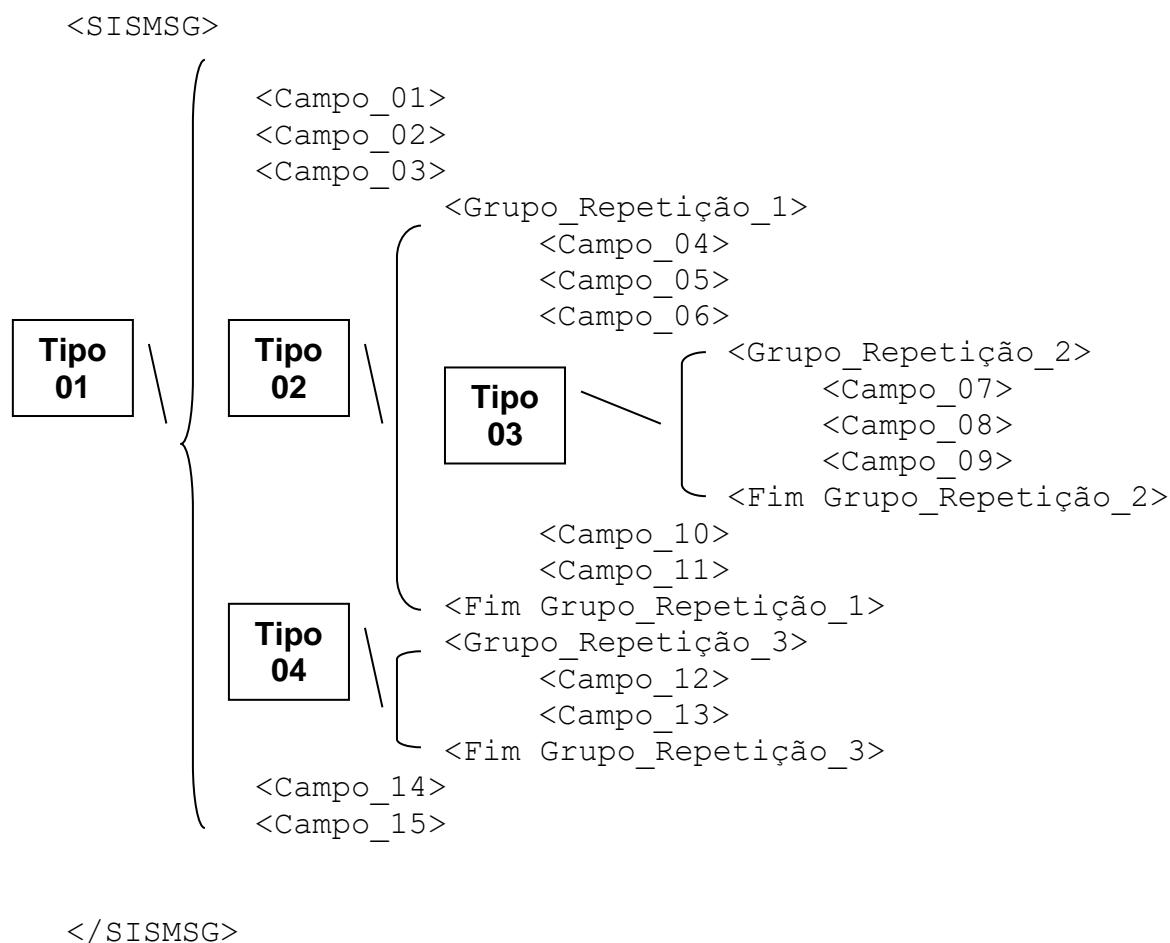 <SISMSG>
<Campo_01>
<Campo_02>
<Campo_03>
<Grupo_Repetição_1>
<Campo_04>
<Campo_05>
<Campo_06>
Tipo
01
Tipo
02
Tipo
03
<Grupo_Repetição_2>
<Campo_07>
<Campo_08>
<Campo_09>
<Fim Grupo_Repetição_2>
<Campo_10>
<Campo_11>
<Fim Grupo_Repetição_1>
Tipo
04
<Grupo_Repetição_3>
<Campo_12>
<Campo_13>
<Fim Grupo_Repetição_3>
<Campo_14>
<Campo_15>
</SISMSG>